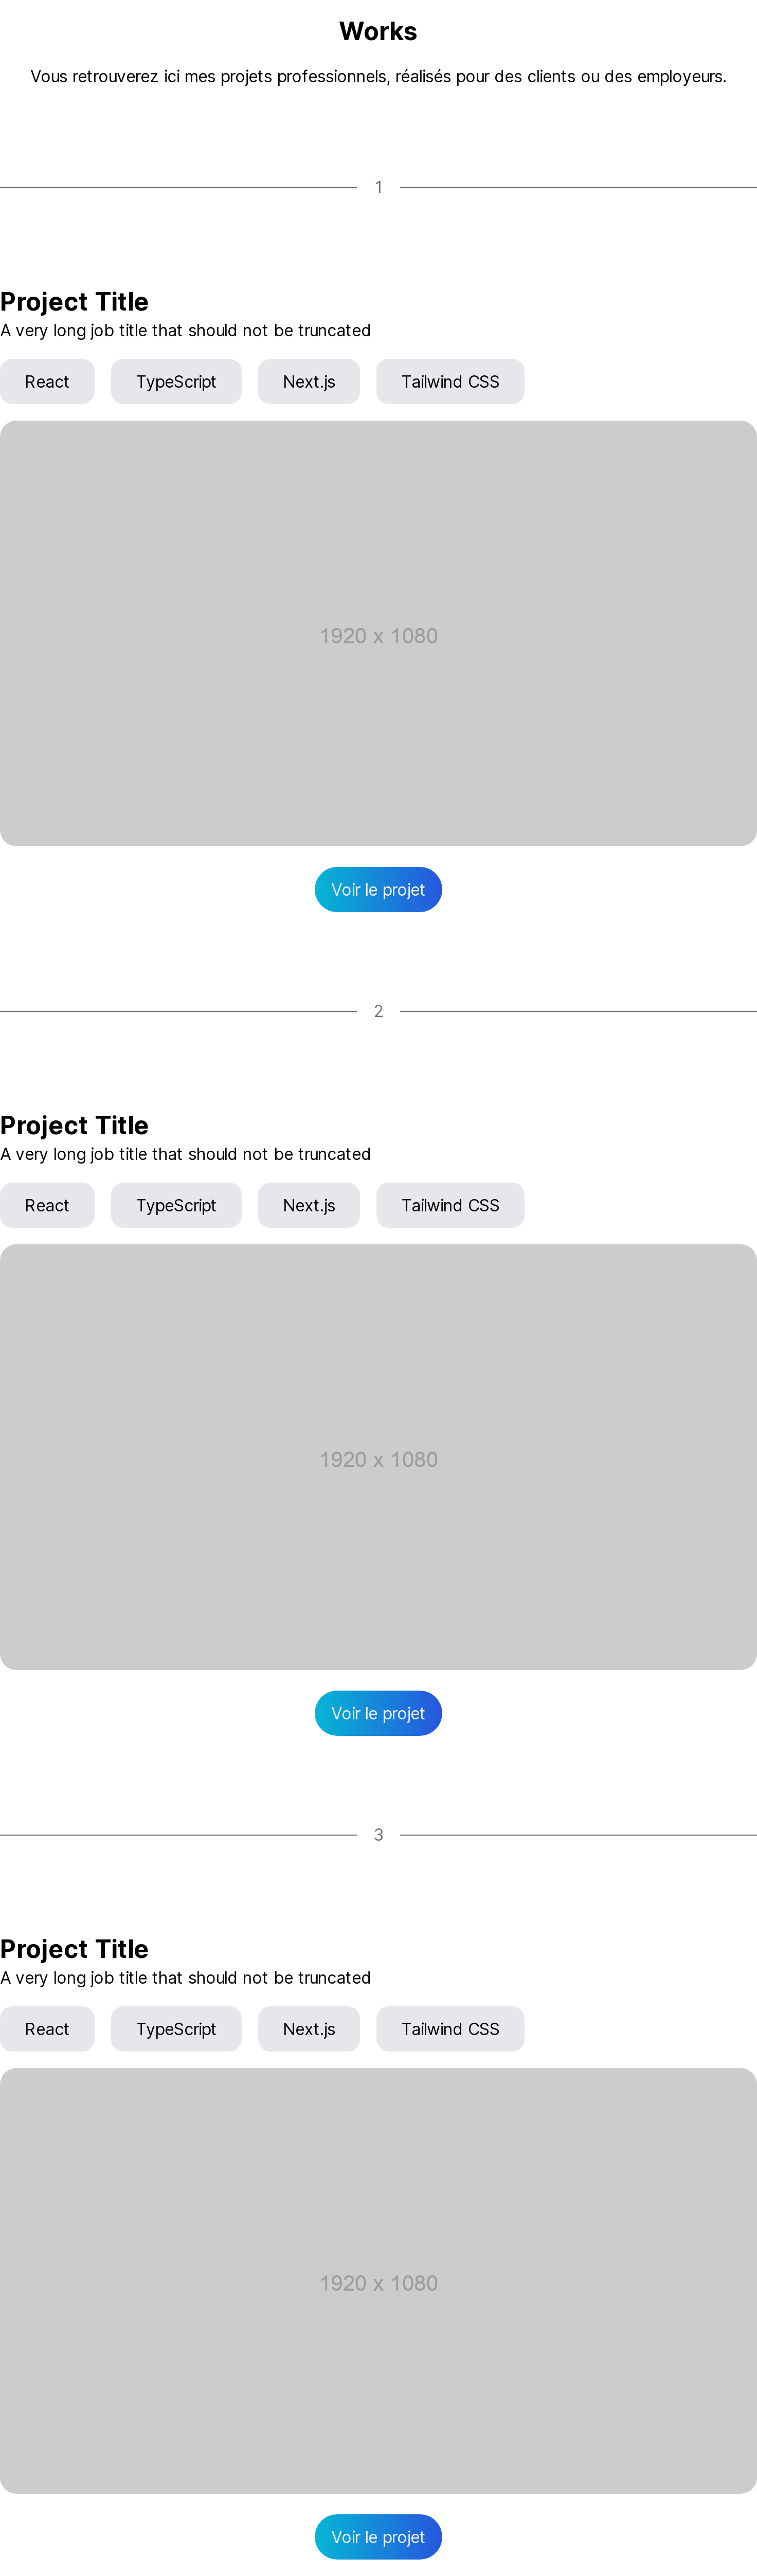 Works
Vous retrouverez ici mes projets professionnels, réalisés pour des clients ou des employeurs.
1
Project Title
A very long job title that should not be truncated
React TypeScript Next.js Tailwind CSS
1920 x 1080
Voir le projet
2
Project Title
A very long job title that should not be truncated
React TypeScript Next.js Tailwind CSS
1920 x 1080
Voir le projet
3
Project Title
A very long job title that should not be truncated
React TypeScript Next.js Tailwind CSS
1920 x 1080
Voir le projet